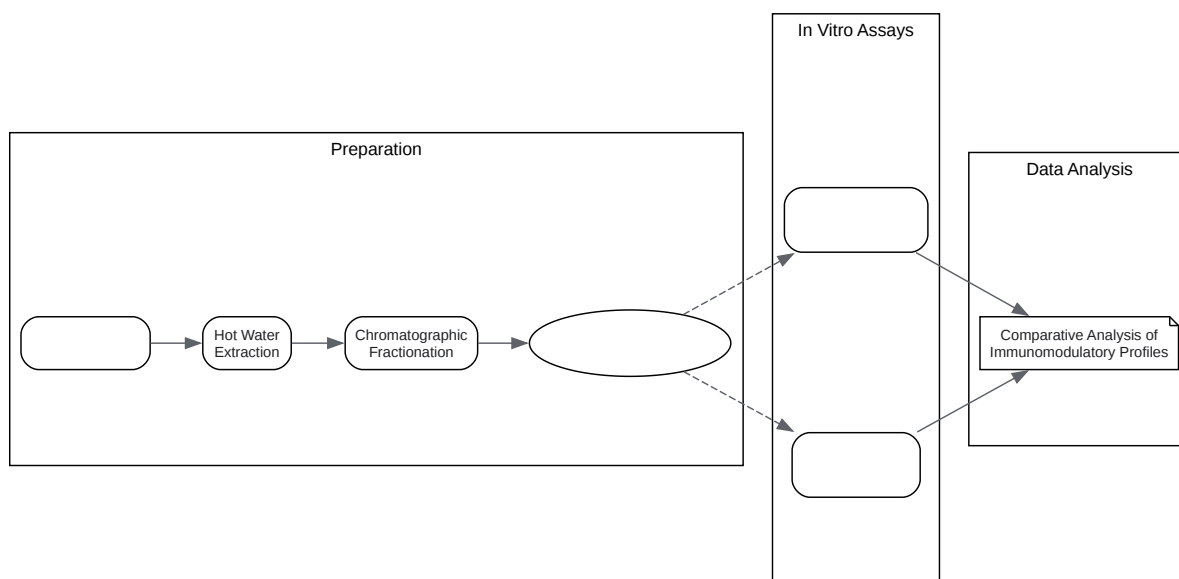 In Vitro Assays
Preparation
Data Analysis
Hot Water
Extraction
Chromatographic
Fractionation
Comparative Analysis of
Immunomodulatory Profiles